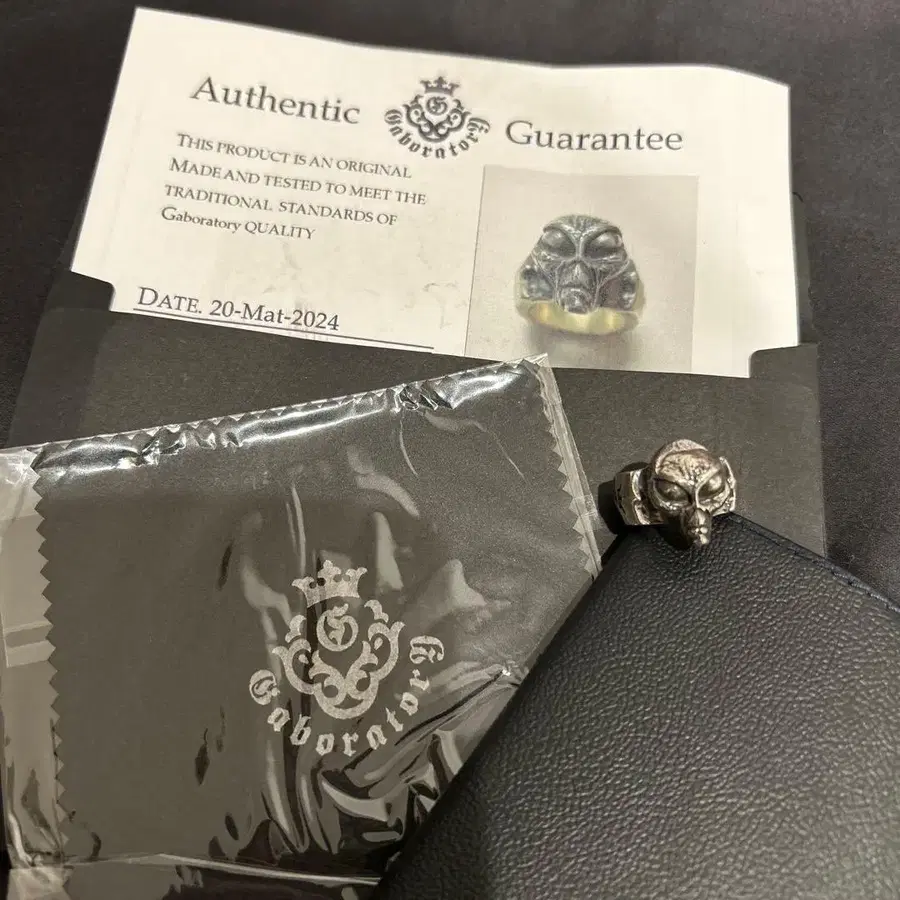 Authentic
G
Gaboratory
Guarantee
THIS PRODUCT IS AN ORIGINAL
MADE AND TESTED TO MEET THE
TRADITIONAL STANDARDS OF
Gaboratory QUALITY
DATE. 20-Mat-2024
G
Gaboratory